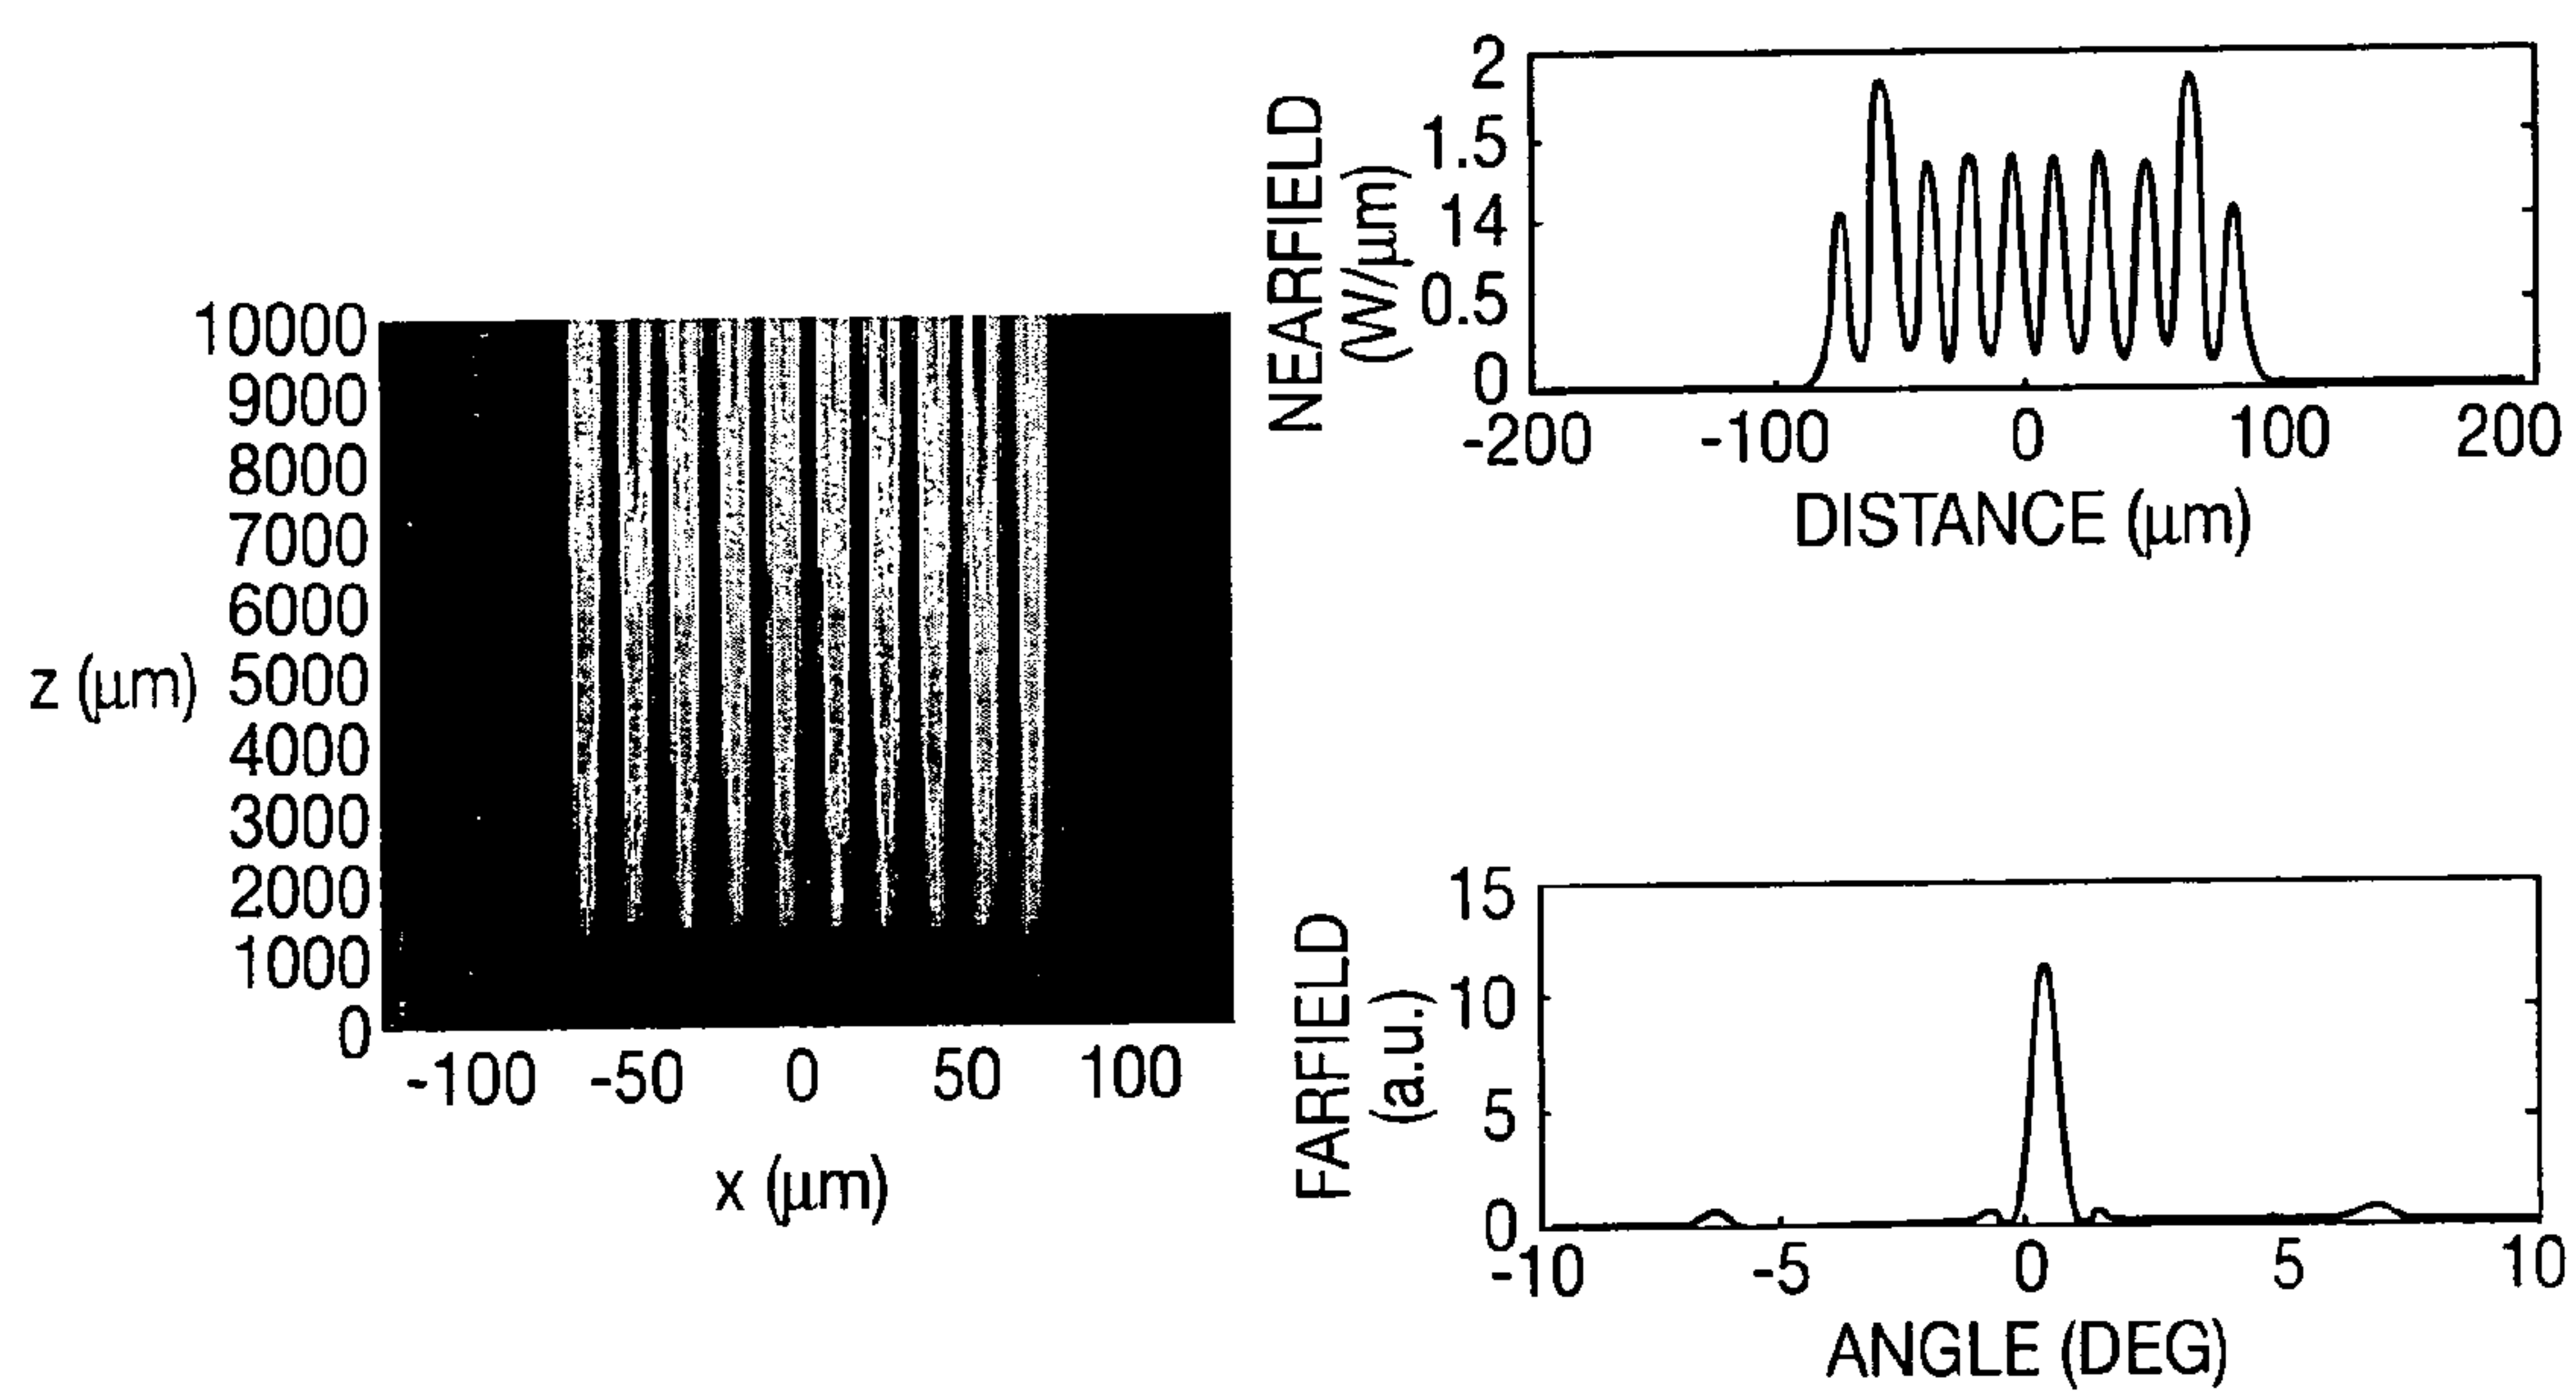 10000
9000
8000
7000
6000
z (μm) 5000
4000
3000
2000
1000
0
-100 -50 0 50 100
x (μm)
NEARFIELD
(W/μm)
2
1.5
14
0.5
0
-200 -100 0 100 200
DISTANCE (μm)
FARFIELD
(a.u.)
15
10
5
0
-10 -5 0 5 10
ANGLE (DEG)